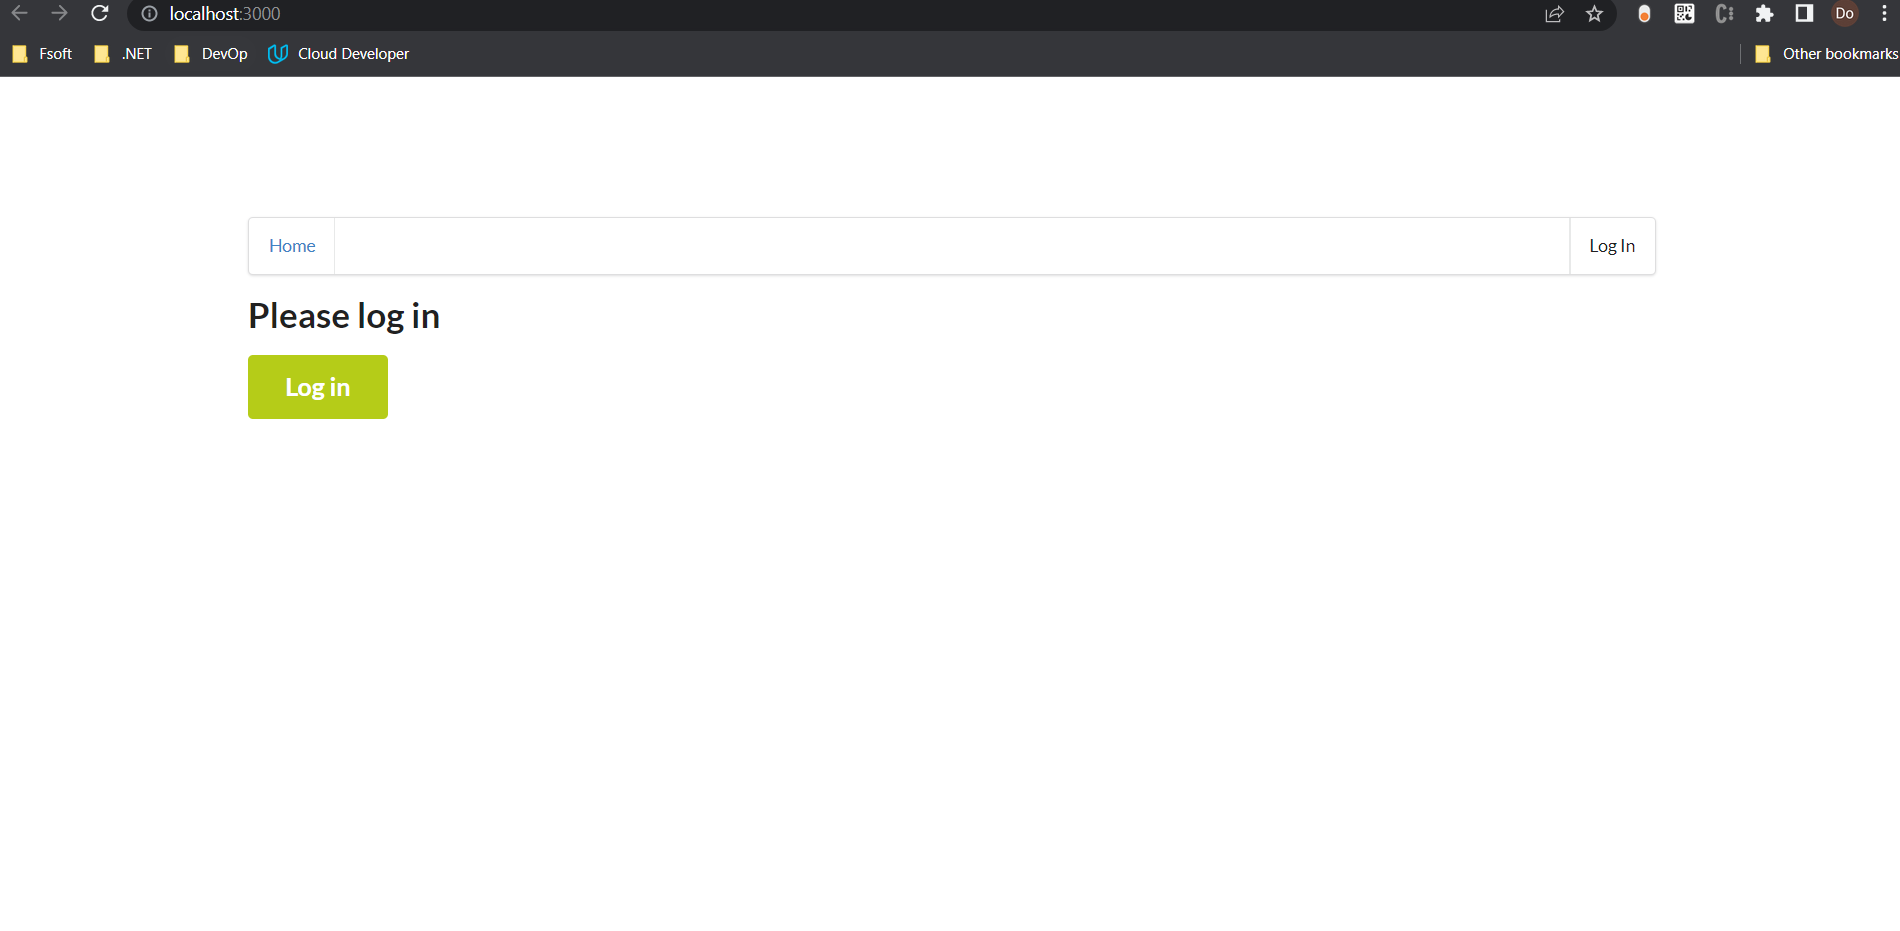 localhost:3000
Do
Fsoft .NET DevOp Cloud Developer Other bookmarks
Home Log In
Please log in
Log in